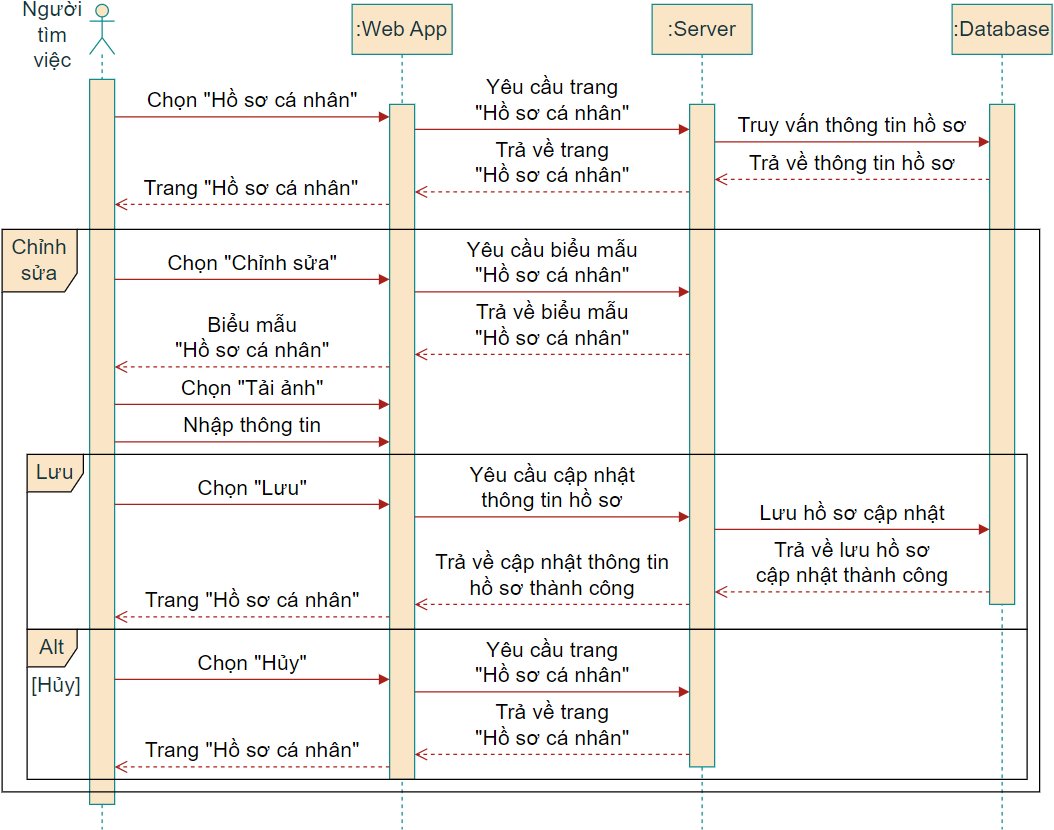 Người
tìm
việc
:Web App
:Server
:Database
Chọn "Hồ sơ cá nhân"
Yêu cầu trang
"Hồ sơ cá nhân"
Truy vấn thông tin hồ sơ
Trả về thông tin hồ sơ
Trả về trang
"Hồ sơ cá nhân"
Trang "Hồ sơ cá nhân"
Chỉnh
sửa
Chọn "Chỉnh sửa"
Yêu cầu biểu mẫu
"Hồ sơ cá nhân"
Trả về biểu mẫu
"Hồ sơ cá nhân"
Biểu mẫu
"Hồ sơ cá nhân"
Chọn "Tải ảnh"
Nhập thông tin
Lưu
Chọn "Lưu"
Yêu cầu cập nhật
thông tin hồ sơ
Lưu hồ sơ cập nhật
Trả về lưu hồ sơ
cập nhật thành công
Trả về cập nhật thông tin
hồ sơ thành công
Trang "Hồ sơ cá nhân"
Alt
[Hủy]
Chọn "Hủy"
Yêu cầu trang
"Hồ sơ cá nhân"
Trả về trang
"Hồ sơ cá nhân"
Trang "Hồ sơ cá nhân"